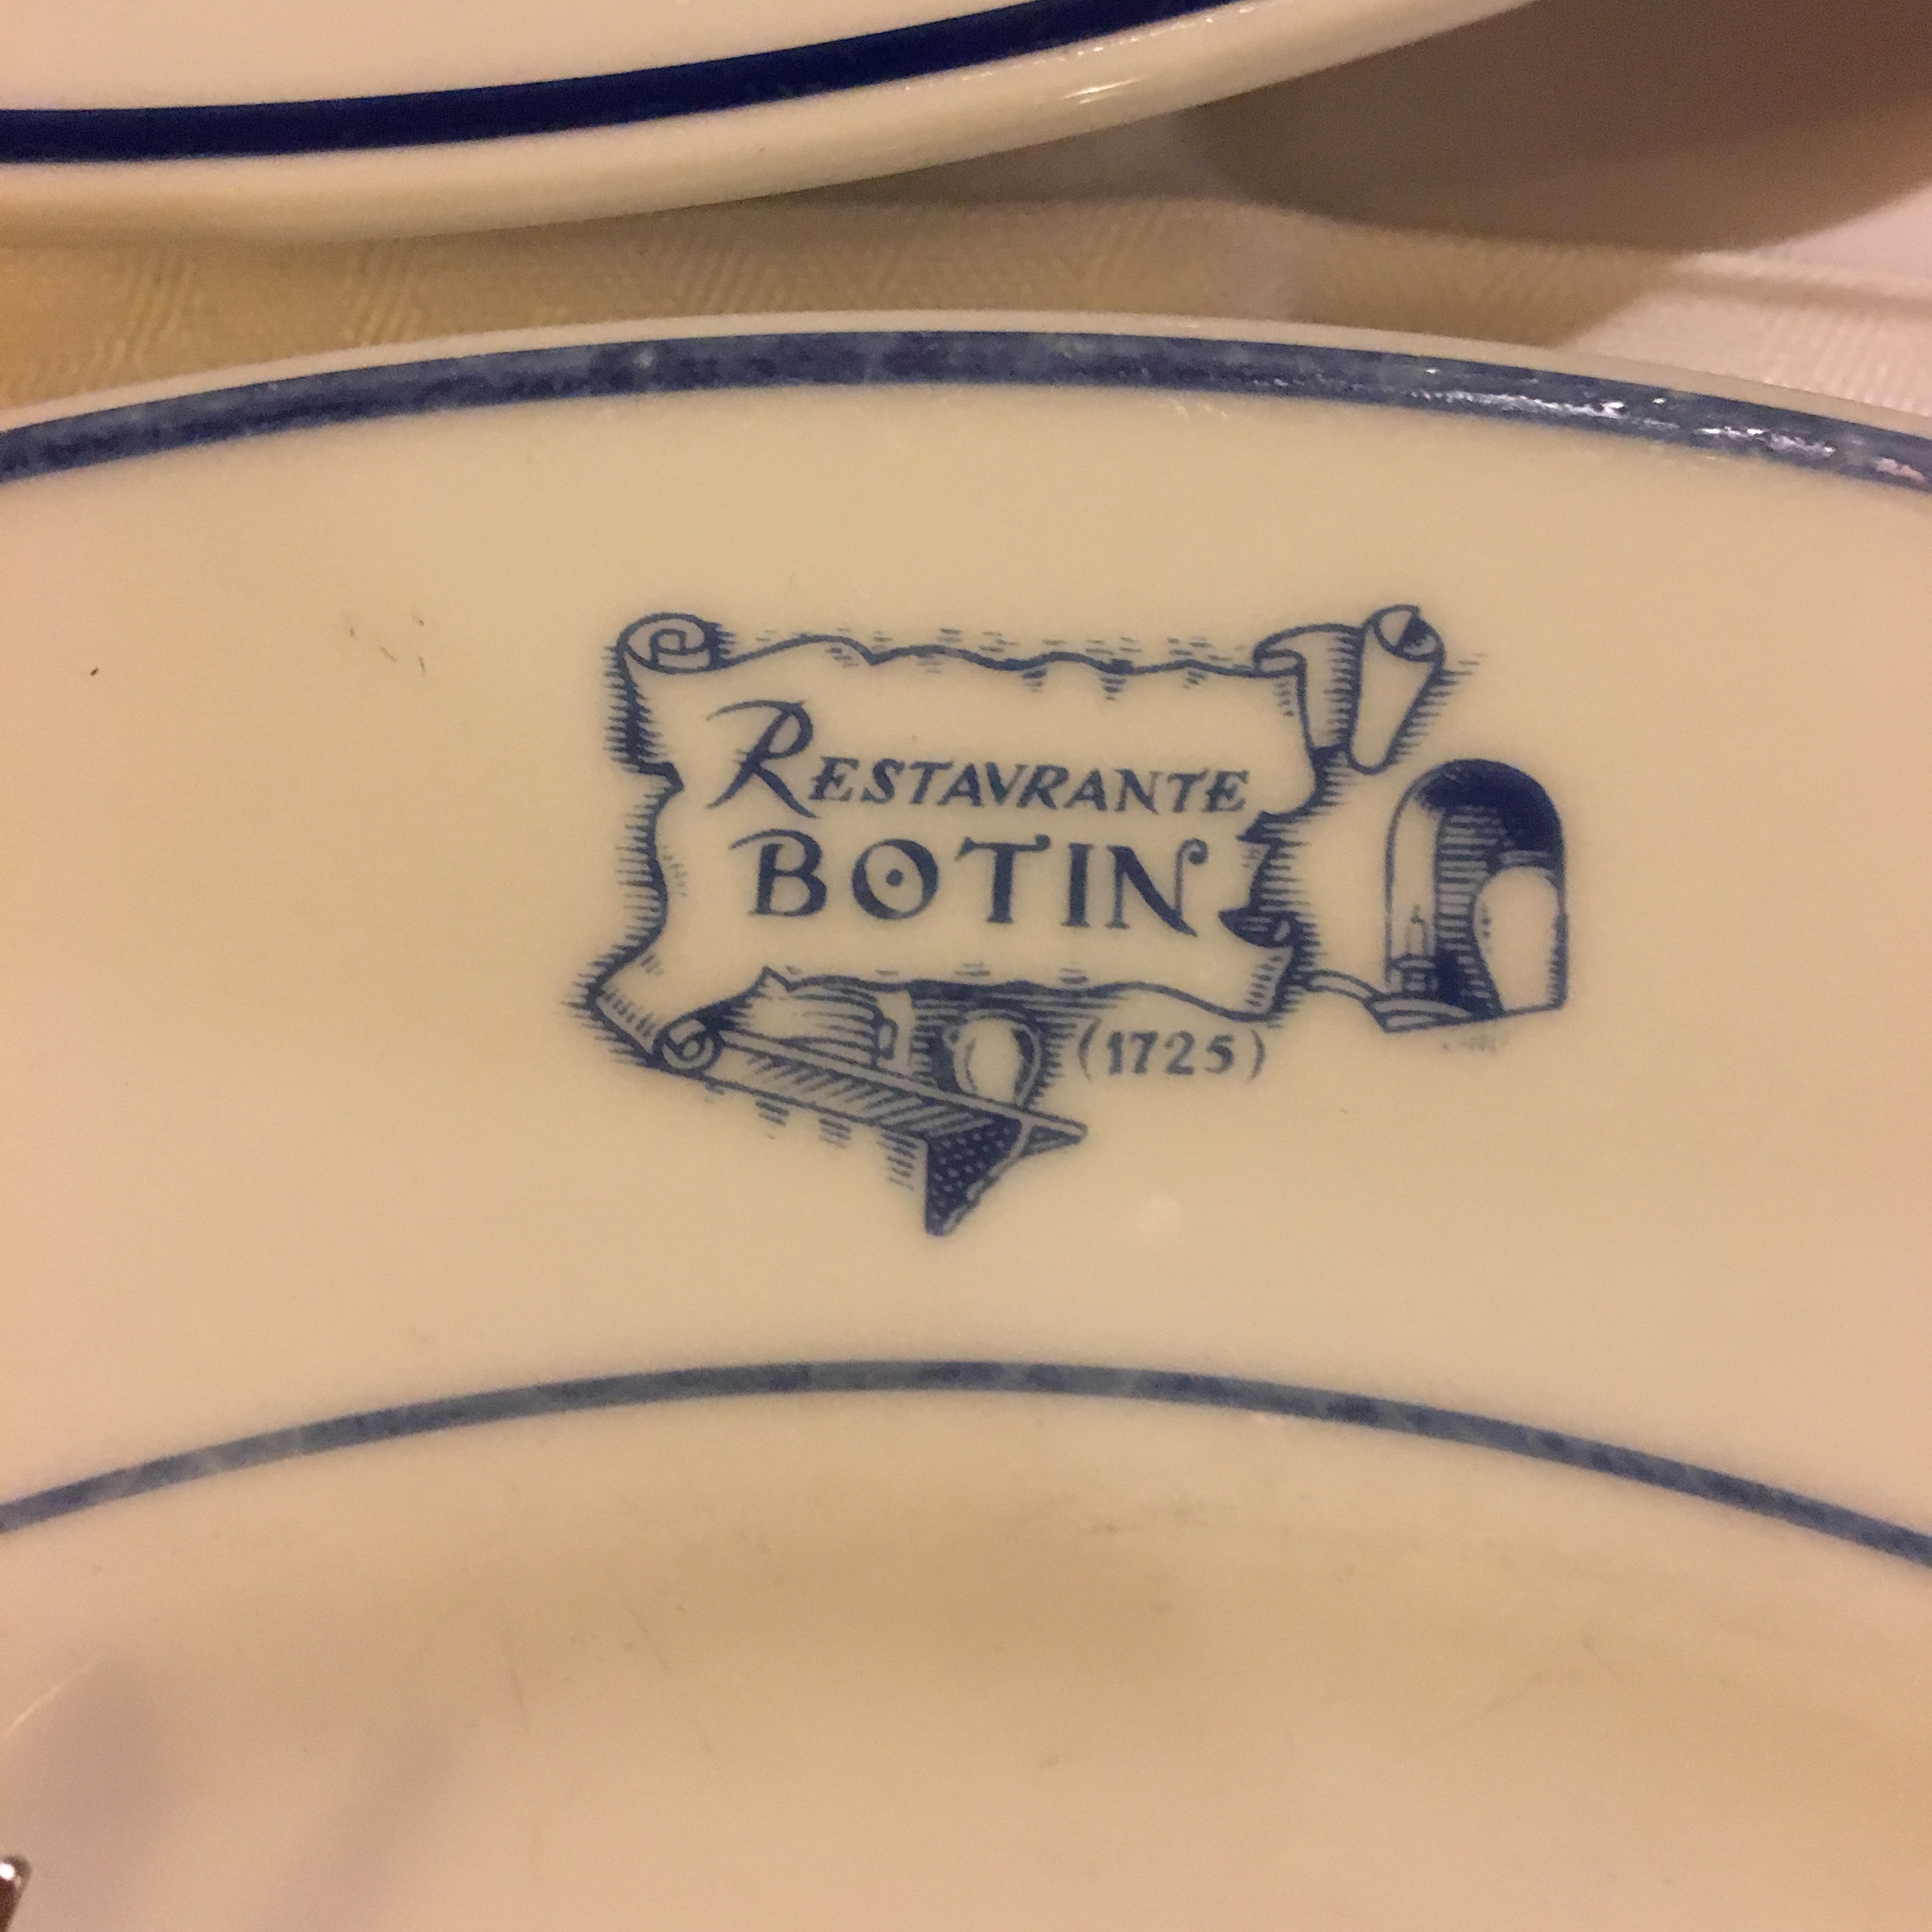 RESTAVRANTE
BOTIN
(1725)